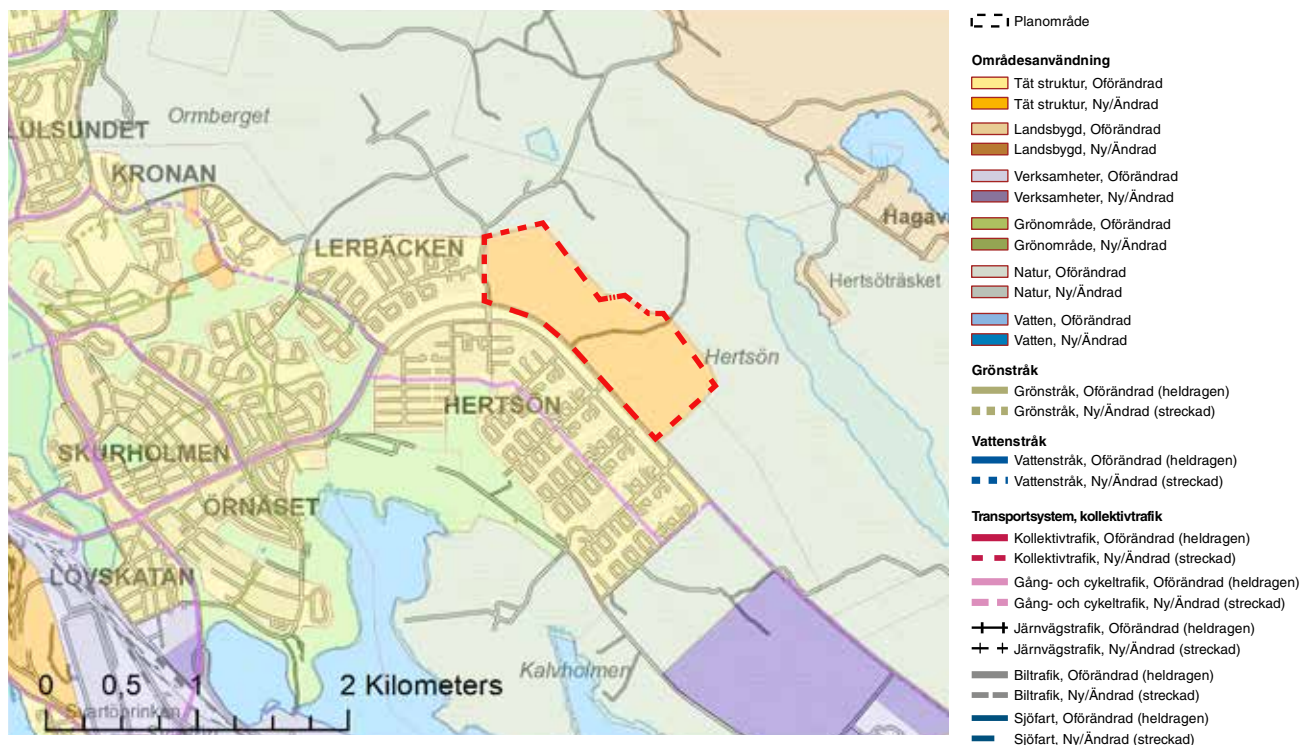 Ormberget
LULSUNDET
KRONAN
LERBÄCKEN
Hertsöträsket
Hertsön
HERTSÖN
SKURHOLMEN
ÖRNÄSET
LÖVSKATAN
Kalvholmen
0 0,5 1 2 Kilometers
Planområde
Områdesanvändning
Tät struktur, Oförändrad
Tät struktur, Ny/Ändrad
Landsbygd, Oförändrad
Landsbygd, Ny/Ändrad
Verksamheter, Oförändrad
Verksamheter, Ny/Ändrad
Grönområde, Oförändrad
Grönområde, Ny/Ändrad
Natur, Oförändrad
Natur, Ny/Ändrad
Vatten, Oförändrad
Vatten, Ny/Ändrad
Grönstråk
Grönstråk, Oförändrad (heldragen)
Grönstråk, Ny/Ändrad (streckad)
Vattenstråk
Vattenstråk, Oförändrad (heldragen)
Vattenstråk, Ny/Ändrad (streckad)
Transportsystem, kollektivtrafik
Kollektivtrafik, Oförändrad (heldragen)
Kollektivtrafik, Ny/Ändrad (streckad)
Gång- och cykeltrafik, Oförändrad (heldragen)
Gång- och cykeltrafik, Ny/Ändrad (streckad)
Järnvägstrafik, Oförändrad (heldragen)
Järnvägstrafik, Ny/Ändrad (streckad)
Biltrafik, Oförändrad (heldragen)
Biltrafik, Ny/Ändrad (streckad)
Sjöfart, Oförändrad (heldragen)
Sjöfart, Ny/Ändrad (streckad)